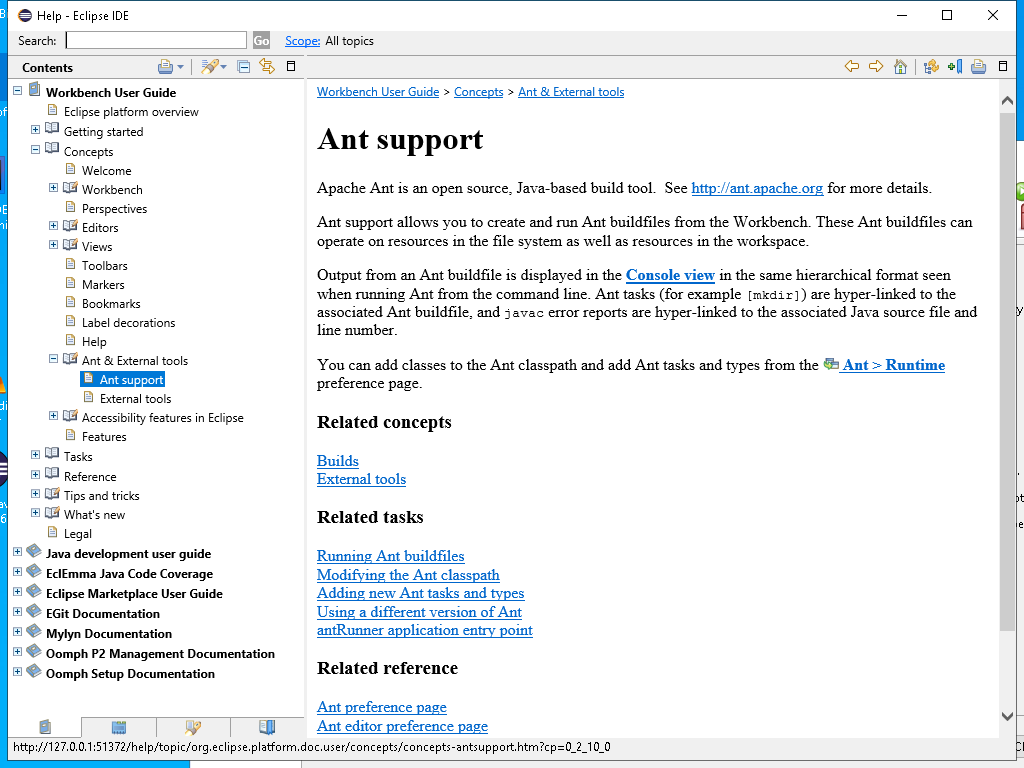 Help - Eclipse IDE
Search:
Go
Scope: All topics
Contents
Workbench User Guide
Eclipse platform overview
Getting started
Concepts
Welcome
Workbench
Perspectives
Editors
Views
Toolbars
Markers
Bookmarks
Label decorations
Help
Ant & External tools
Ant support
External tools
Accessibility features in Eclipse
Features
Tasks
Reference
Tips and tricks
What's new
Legal
Java development user guide
EclEmma Java Code Coverage
Eclipse Marketplace User Guide
EGit Documentation
Mylyn Documentation
Oomph P2 Management Documentation
Oomph Setup Documentation
Workbench User Guide > Concepts > Ant & External tools
Ant support
Apache Ant is an open source, Java-based build tool.  See http://ant.apache.org for more details.
Ant support allows you to create and run Ant buildfiles from the Workbench. These Ant buildfiles can
operate on resources in the file system as well as resources in the workspace.
Output from an Ant buildfile is displayed in the Console view in the same hierarchical format seen
when running Ant from the command line. Ant tasks (for example [mkdir]) are hyper-linked to the
associated Ant buildfile, and javac error reports are hyper-linked to the associated Java source file and
line number.
You can add classes to the Ant classpath and add Ant tasks and types from the Ant > Runtime
preference page.
Related concepts
Builds
External tools
Related tasks
Running Ant buildfiles
Modifying the Ant classpath
Adding new Ant tasks and types
Using a different version of Ant
antRunner application entry point
Related reference
Ant preference page
Ant editor preference page
http://127.0.0.1:51372/help/topic/org.eclipse.platform.doc.user/concepts/concepts-antsupport.htm?cp=0_2_10_0